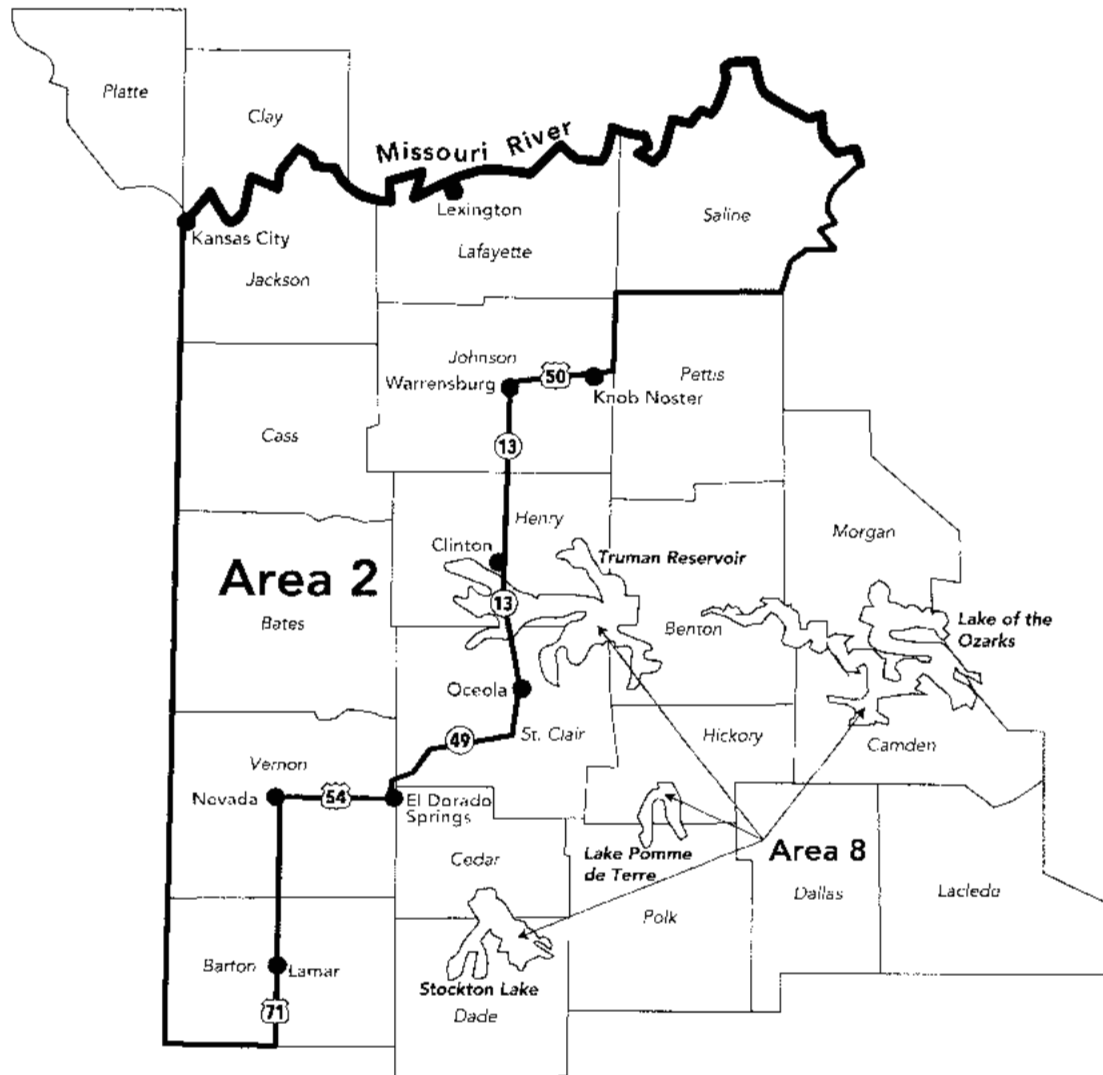 Platte
Clay
Missouri River
Lexington
Kansas City
Saline
Lafayette
Jackson
Johnson
Warrensburg
50
Knob Noster
Pettis
Cass
13
Henry
Morgan
Clinton
Truman Reservoir
Area 2
13
Bates
Benton
Lake of the
Ozarks
Oceola
St. Clair
Hickory
49
Camden
Vernon
Nevada
54
El Dorado
Springs
Lake Pomme
de Terre
Area 8
Cedar
Dallas
Laclede
Polk
Barton
Lamar
Stockton Lake
71
Dade